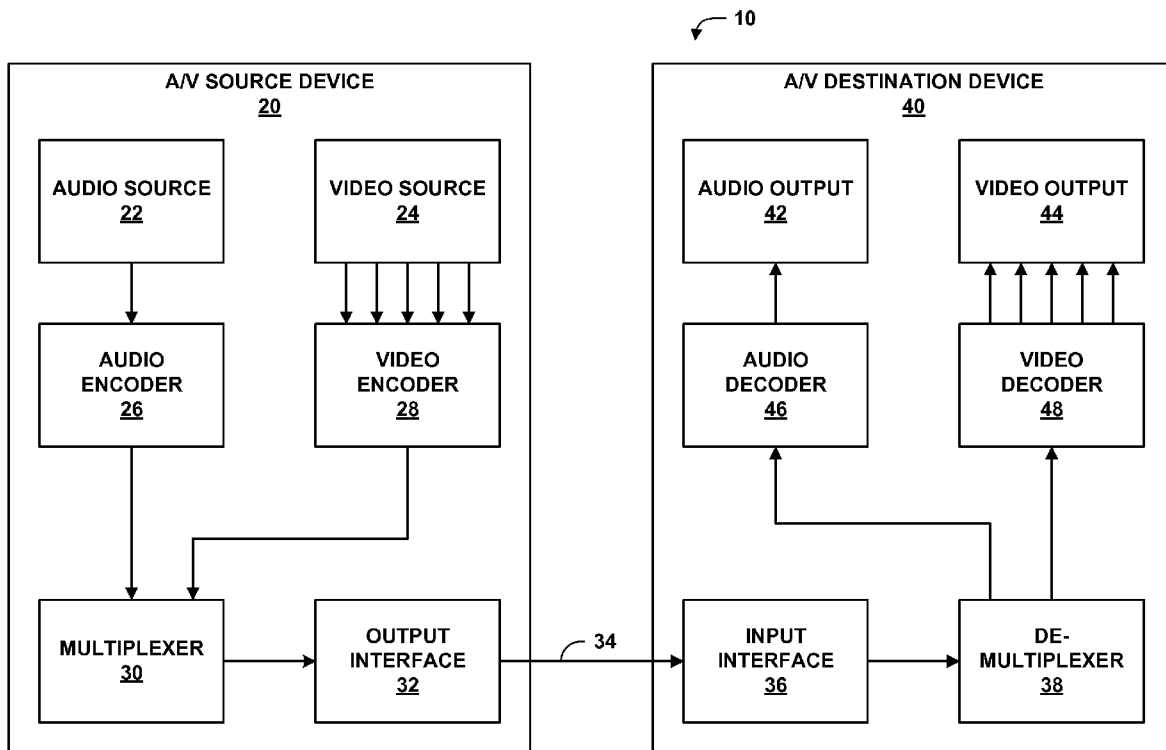 10
A/V SOURCE DEVICE
20
AUDIO SOURCE
22
VIDEO SOURCE
24
AUDIO
ENCODER
26
VIDEO
ENCODER
28
MULTIPLEXER
30
OUTPUT
INTERFACE
32
34
A/V DESTINATION DEVICE
40
AUDIO OUTPUT
42
VIDEO OUTPUT
44
AUDIO
DECODER
46
VIDEO
DECODER
48
INPUT
INTERFACE
36
DE-
MULTIPLEXER
38